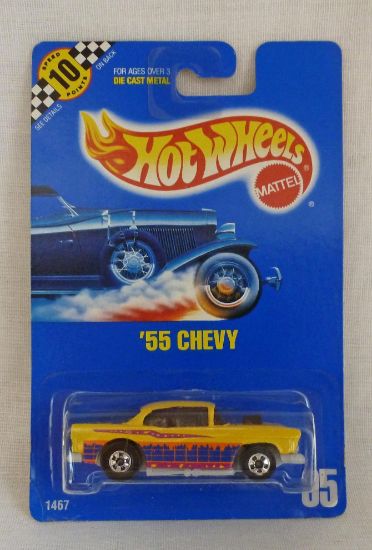 SPEED
10
POINTS
SEE DETAILS
ON BACK
FOR AGES OVER 3
DIE CAST METAL
HOT WHEELS®
MATTEL
®
'55 CHEVY
1467
95